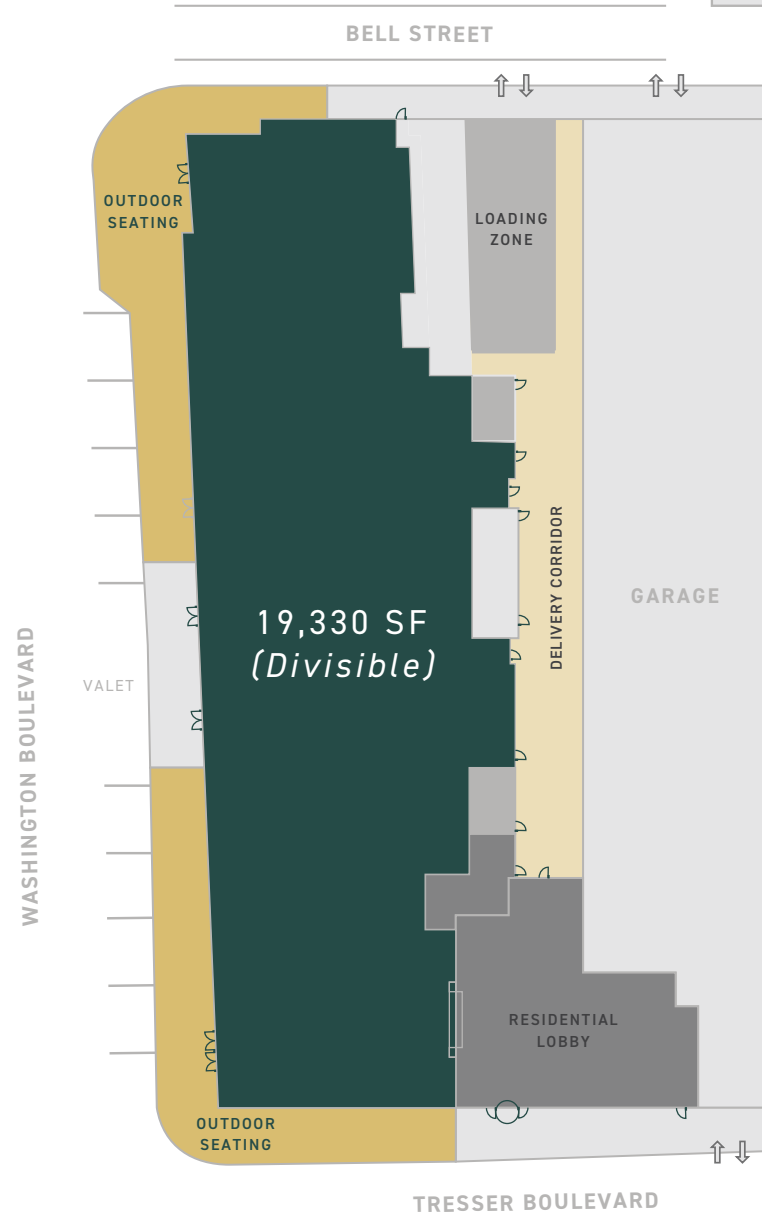 BELL STREET
OUTDOOR
SEATING
LOADING
ZONE
DELIVERY CORRIDOR
GARAGE
19,330 SF
(Divisible)
VALET
WASHINGTON BOULEVARD
RESIDENTIAL
LOBBY
OUTDOOR
SEATING
TRESSER BOULEVARD